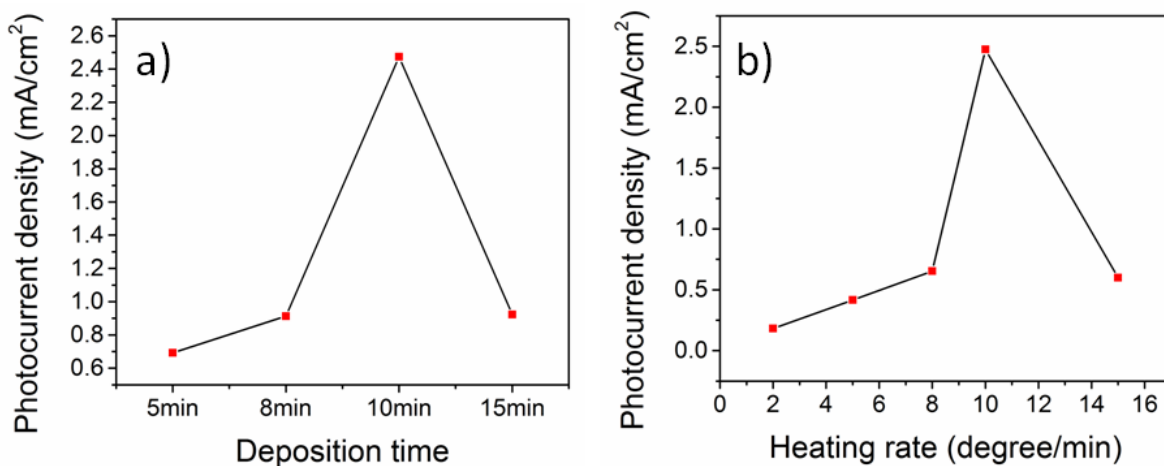 a)
Photocurrent density (mA/cm²)
2.6
2.4
2.2
2.0
1.8
1.6
1.4
1.2
1.0
0.8
0.6
5min 8min 10min 15min
Deposition time
b)
Photocurrent density (mA/cm²)
2.5
2.0
1.5
1.0
0.5
0.0
0 2 4 6 8 10 12 14 16
Heating rate (degree/min)